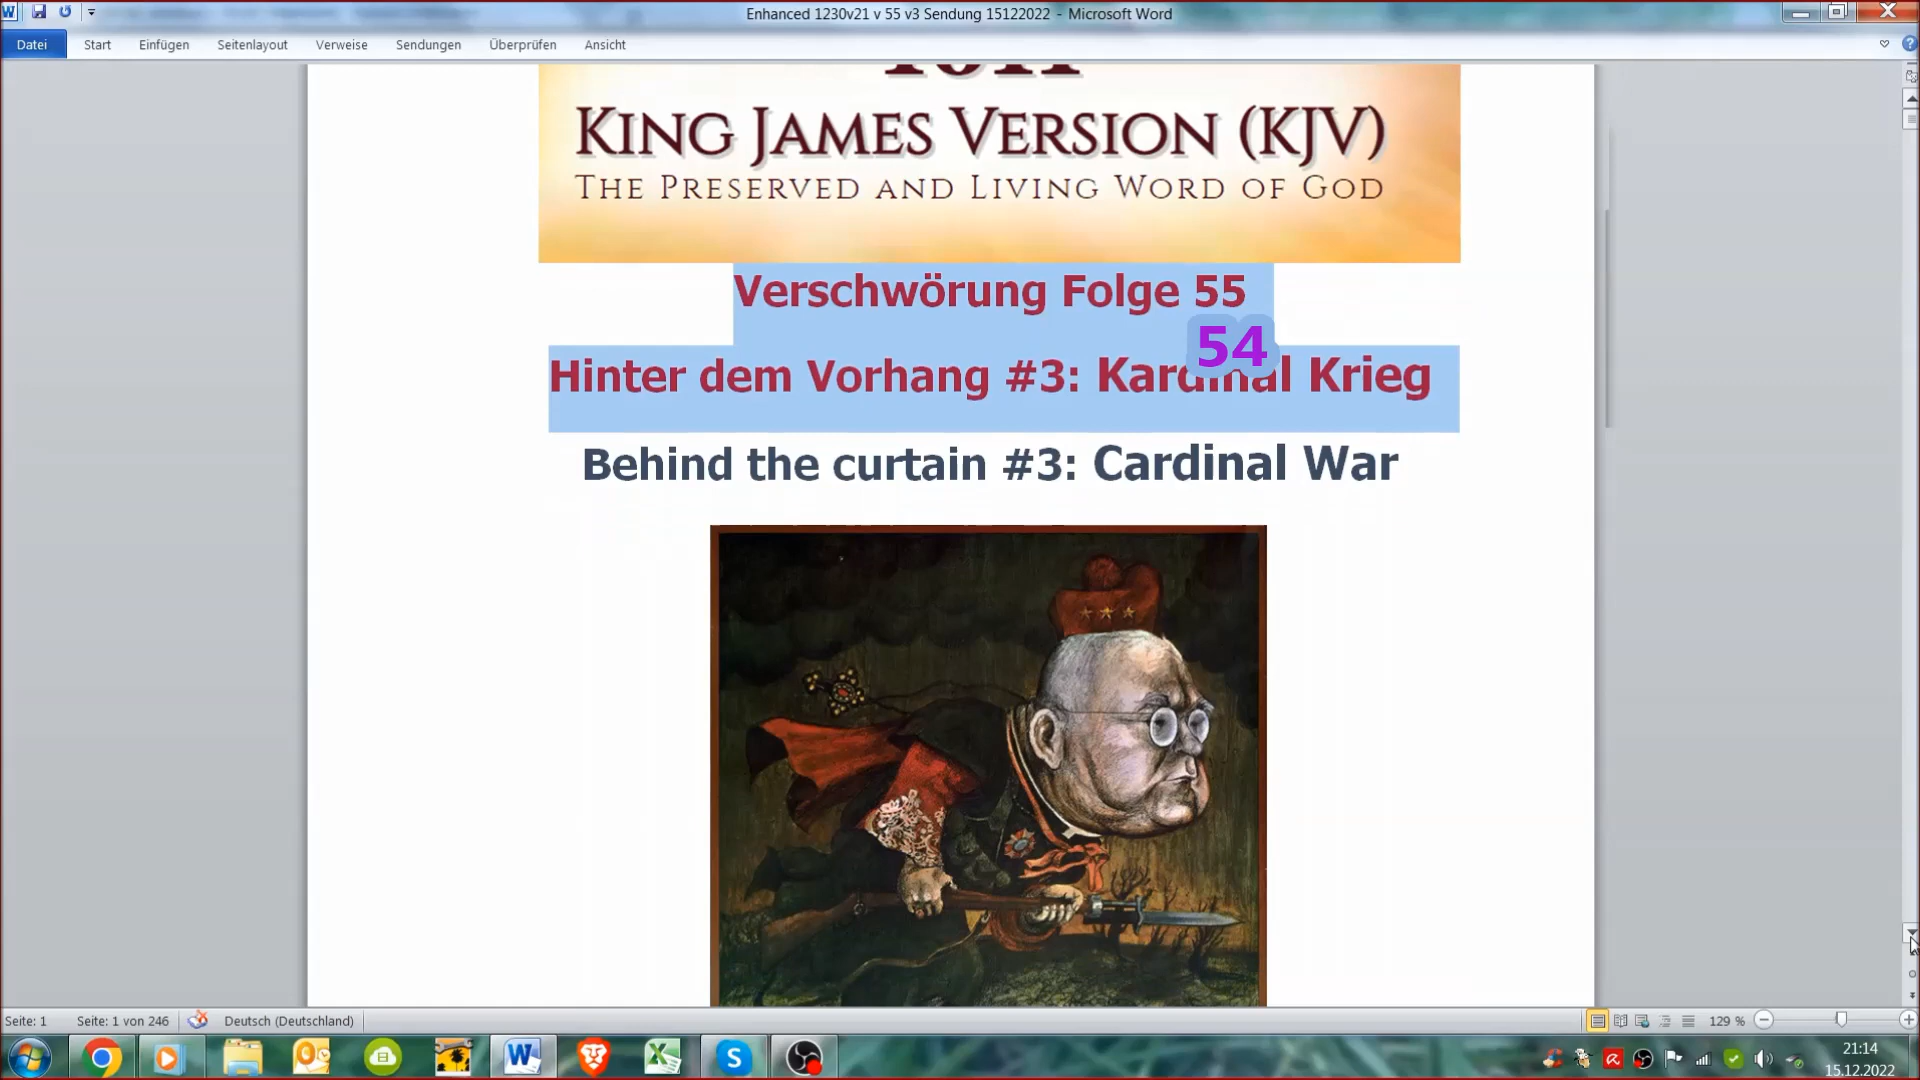 Enhanced 1230v21 v 55 v3 Sendung 15122022 - Microsoft Word
Datei Start Einfügen Seitenlayout Verweise Sendungen Überprüfen Ansicht
KING JAMES VERSION (KJV)
THE PRESERVED AND LIVING WORD OF GOD
Verschwörung Folge 55
54
Hinter dem Vorhang #3: Kardinal Krieg
Behind the curtain #3: Cardinal War
Seite: 1 Seite: 1 von 246 Deutsch (Deutschland) 129 %
21:14
15.12.2022